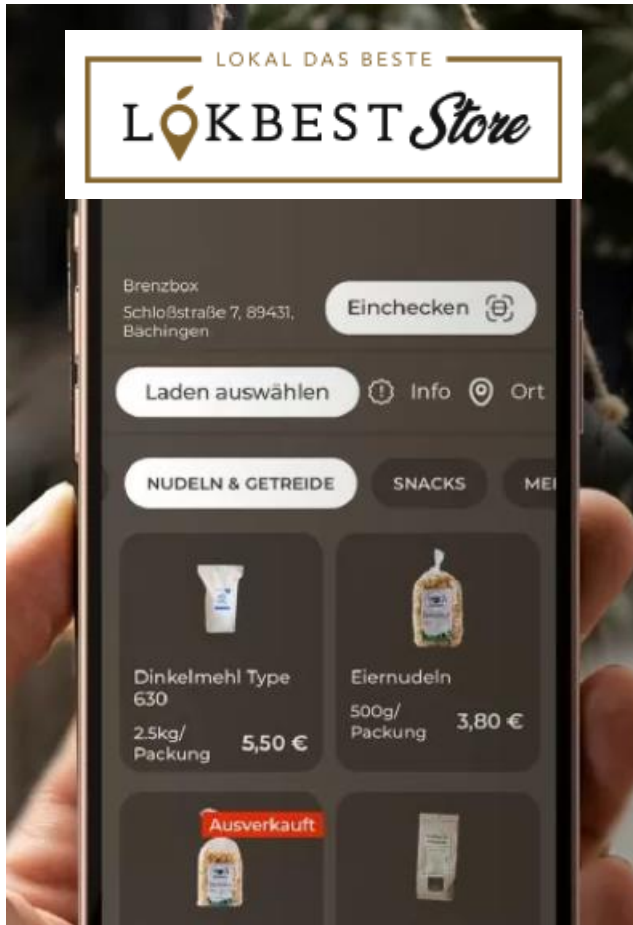 LOKAL DAS BESTE
LOKBEST Store
Brenzbox
Schloßstraße 7, 89431,
Bächingen
Einchecken
Laden auswählen
Info
Ort
NUDELN & GETREIDE
SNACKS
Dinkelmehl Type
630
2.5kg/
Packung
5,50 €
Eiernudeln
500g/
Packung
3,80 €
Ausverkauft